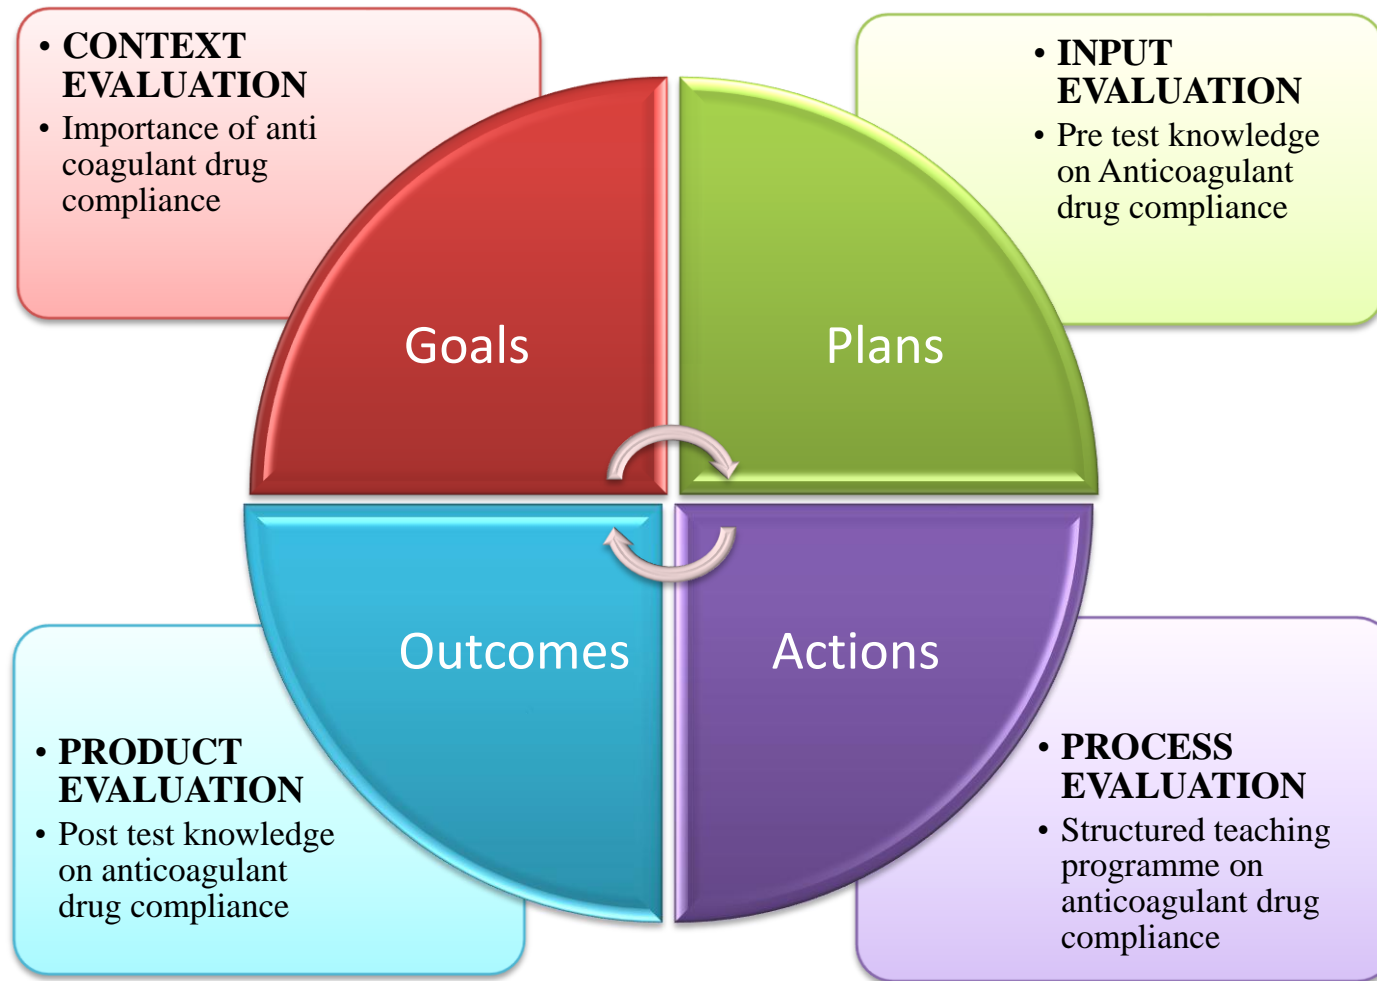 • CONTEXT
EVALUATION
• Importance of anti
coagulant drug
compliance
• INPUT
EVALUATION
• Pre test knowledge
on Anticoagulant
drug compliance
Goals
Plans
Outcomes
Actions
• PRODUCT
EVALUATION
• Post test knowledge
on anticoagulant
drug compliance
• PROCESS
EVALUATION
• Structured teaching
programme on
anticoagulant drug
compliance